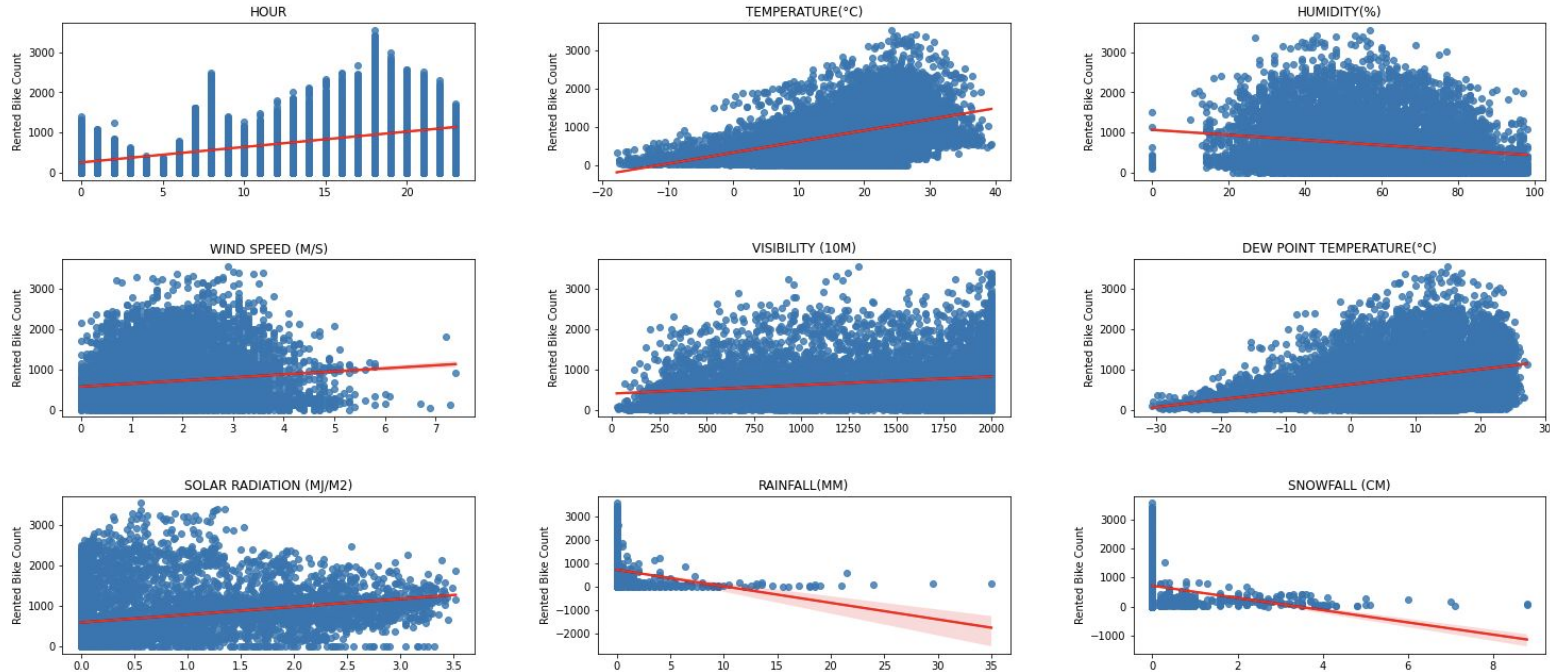 HOUR
Rented Bike Count
3000
2000
1000
0
0 5 10 15 20
TEMPERATURE(°C)
Rented Bike Count
3000
2000
1000
0
−20 −10 0 10 20 30 40
HUMIDITY(%)
Rented Bike Count
3000
2000
1000
0
0 20 40 60 80 100
WIND SPEED (M/S)
Rented Bike Count
3000
2000
1000
0
0 1 2 3 4 5 6 7
VISIBILITY (10M)
Rented Bike Count
3000
2000
1000
0
0 250 500 750 1000 1250 1500 1750 2000
DEW POINT TEMPERATURE(°C)
Rented Bike Count
3000
2000
1000
0
−30 −20 −10 0 10 20 30
SOLAR RADIATION (MJ/M2)
Rented Bike Count
3000
2000
1000
0
0.0 0.5 1.0 1.5 2.0 2.5 3.0 3.5
RAINFALL(MM)
Rented Bike Count
3000
2000
1000
0
−1000
−2000
0 5 10 15 20 25 30 35
SNOWFALL (CM)
Rented Bike Count
3000
2000
1000
0
−1000
0 2 4 6 8